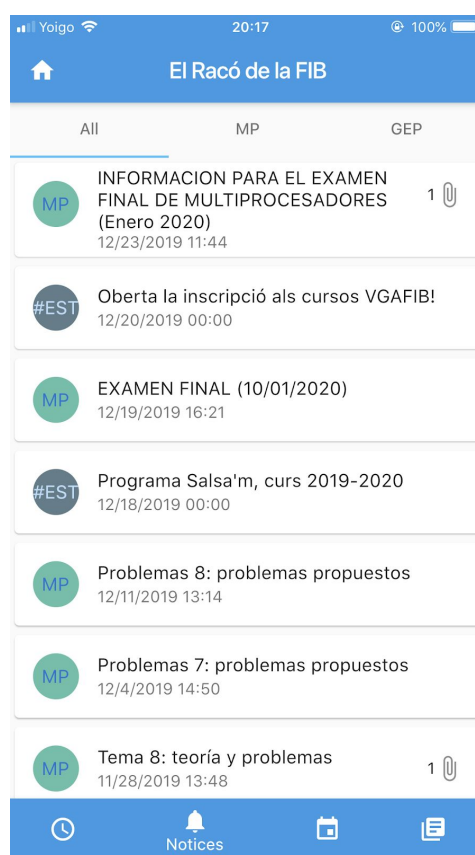 Yoigo 20:17 100%
El Racó de la FIB
All MP GEP
MP
INFORMACION PARA EL EXAMEN
FINAL DE MULTIPROCESADORES
(Enero 2020)
12/23/2019 11:44
1
#EST
Oberta la inscripció als cursos VGAFIB!
12/20/2019 00:00
MP
EXAMEN FINAL (10/01/2020)
12/19/2019 16:21
#EST
Programa Salsa'm, curs 2019-2020
12/18/2019 00:00
MP
Problemas 8: problemas propuestos
12/11/2019 13:14
MP
Problemas 7: problemas propuestos
12/4/2019 14:50
MP
Tema 8: teoría y problemas
11/28/2019 13:48
1
Notices